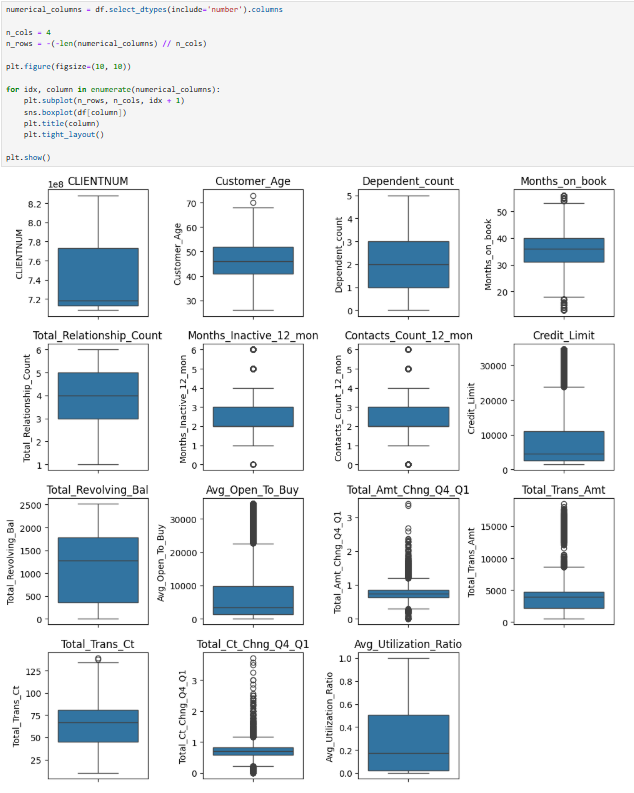 numerical_columns = df.select_dtypes(include='number').columns
n_cols = 4
n_rows = -(-len(numerical_columns) // n_cols)
plt.figure(figsize=(10, 10))
for idx, column in enumerate(numerical_columns):
    plt.subplot(n_rows, n_cols, idx + 1)
    sns.boxplot(df[column])
    plt.title(column)
    plt.tight_layout()
plt.show()
1e8 CLIENTNUM
CLIENTNUM
8.2
8.0
7.8
7.6
7.4
7.2
Customer_Age
Customer_Age
70
60
50
40
30
Dependent_count
Dependent_count
5
4
3
2
1
0
Months_on_book
Months_on_book
50
40
30
20
Total_Relationship_Count
Total_Relationship_Count
6
5
4
3
2
1
Months_Inactive_12_mon
Months_Inactive_12_mon
6
5
4
3
2
1
0
Contacts_Count_12_mon
Contacts_Count_12_mon
6
5
4
3
2
1
0
Credit_Limit
Credit_Limit
30000
20000
10000
0
Total_Revolving_Bal
Total_Revolving_Bal
2500
2000
1500
1000
500
0
Avg_Open_To_Buy
Avg_Open_To_Buy
30000
20000
10000
0
Total_Amt_Chng_Q4_Q1
Total_Amt_Chng_Q4_Q1
3
2
1
0
Total_Trans_Amt
Total_Trans_Amt
15000
10000
5000
0
Total_Trans_Ct
Total_Trans_Ct
125
100
75
50
25
Total_Ct_Chng_Q4_Q1
Total_Ct_Chng_Q4_Q1
3
2
1
0
Avg_Utilization_Ratio
Avg_Utilization_Ratio
1.0
0.8
0.6
0.4
0.2
0.0